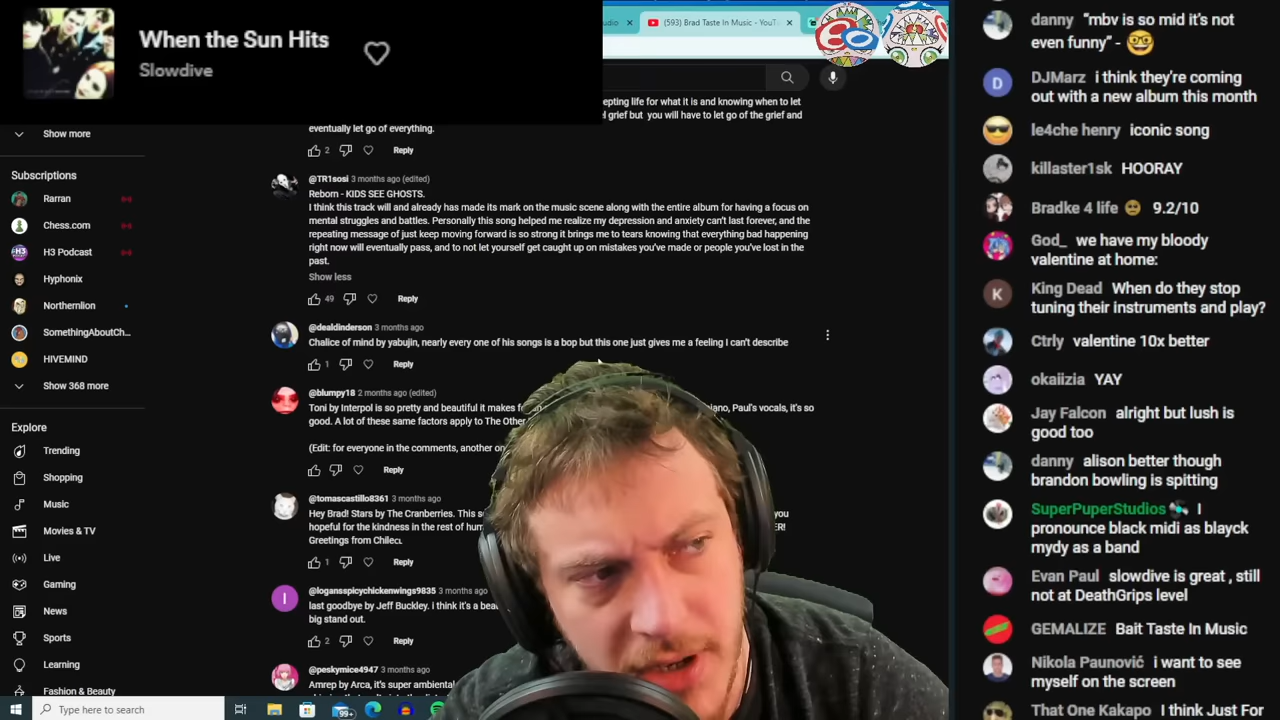 When the Sun Hits
Slowdive
(593) Brad Taste In Music - YouT
Show more
Subscriptions
Rarran
Chess.com
H3 Podcast
Hyphonix
Northernlion
SomethingAboutCh...
HIVEMIND
Show 368 more
Explore
Trending
Shopping
Music
Movies & TV
Live
Gaming
News
Sports
Learning
Fashion & Beauty
Type here to search
99+
epting life for what it is and knowing when to let
grief but you will have to let go of the grief and
eventually let go of everything.
2 Reply
@TR1sosi 3 months ago (edited)
Reborn - KIDS SEE GHOSTS.
I think this track will and already has made its mark on the music scene along with the entire album for having a focus on
mental struggles and battles. Personally this song helped me realize my depression and anxiety can't last forever, and the
repeating message of just keep moving forward is so strong it brings me to tears knowing that everything bad happening
right now will eventually pass, and to not let yourself get caught up on mistakes you've made or people you've lost in the
past.
Show less
49 Reply
@dealdinderson 3 months ago
Chalice of mind by yabujin, nearly every one of his songs is a bop but this one just gives me a feeling I can't describe
1 Reply
@blumpy18 2 months ago (edited)
Toni by Interpol is so pretty and beautiful it makes piano, Paul's vocals, it's so
good. A lot of these same factors apply to The Other
(Edit: for everyone in the comments, another
Reply
@tomascastillo8361 3 months ago
Hey Brad! Stars by The Cranberries. This you
hopeful for the kindness in the rest of hum
Greetings from Chile
1 Reply
@logansspicychickenwings9835 3 months ago
last goodbye by Jeff Buckley. i think it's a
big stand out.
2 Reply
@peskymice4947 3 months ago
Amrep by Arca, it's super ambiental
danny "mbv is so mid it's not
even funny" - 🤓
DJMarz i think they're coming
out with a new album this month
le4che henry iconic song
killaster1sk HOORAY
Bradke 4 life 9.2/10
God_ we have my bloody
valentine at home:
King Dead When do they stop
tuning their instruments and play?
Ctrly valentine 10x better
okaiizia YAY
Jay Falcon alright but lush is
good too
danny alison better though
brandon bowling is spitting
SuperPuperStudios I
pronounce black midi as blayck
mydy as a band
Evan Paul slowdive is great , still
not at DeathGrips level
GEMALIZE Bait Taste In Music
Nikola Paunović i want to see
myself on the screen
That One Kakapo I think Just For